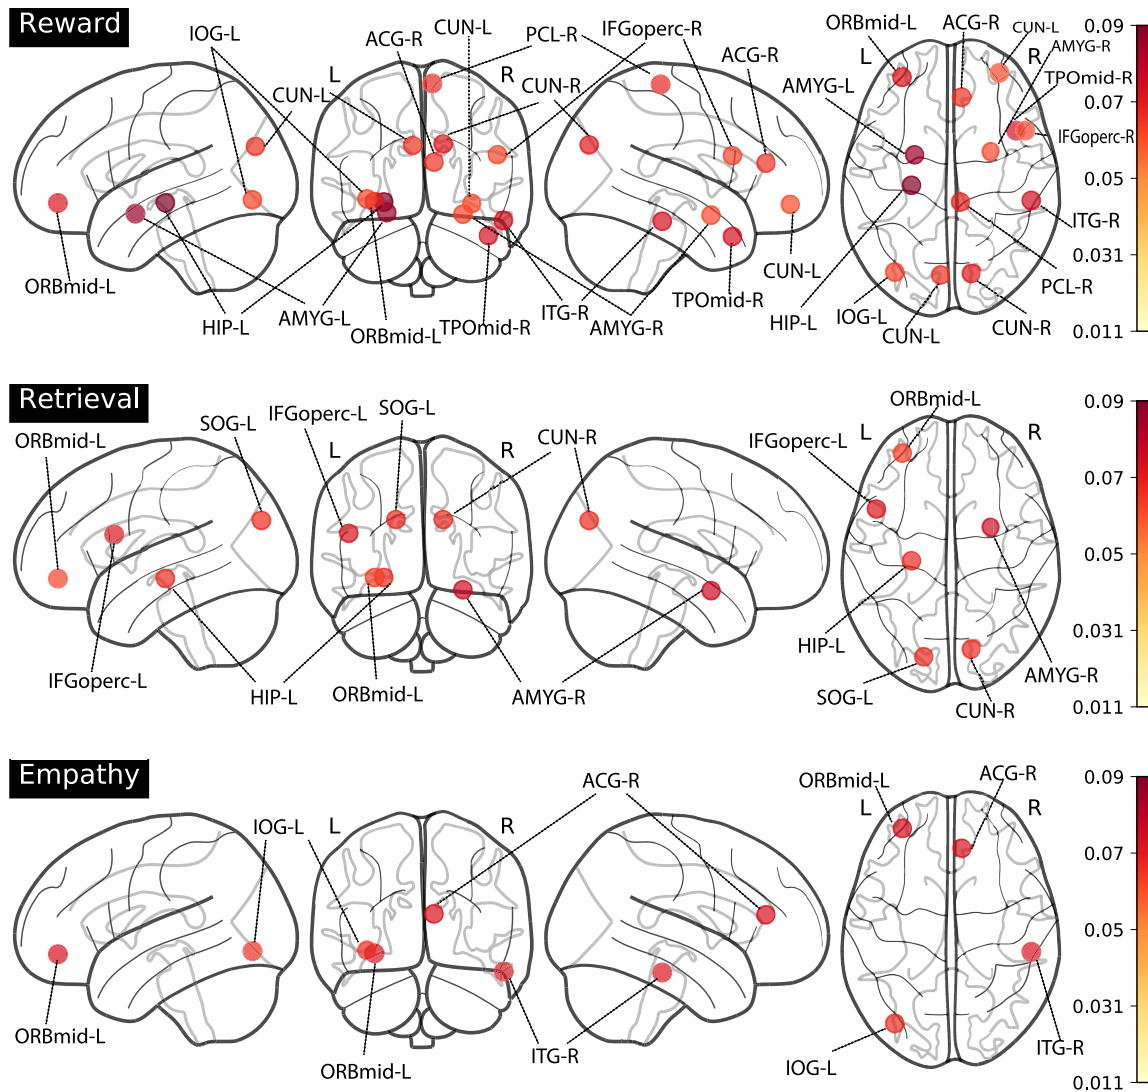 Reward
IOG-L
CUN-L
ORBmid-L
HIP-L
AMYG-L
L
R
ACG-R
CUN-L
PCL-R
CUN-R
IFGoperc-R
ORBmid-L
TPOmid-R
ITG-R
AMYG-R
ACG-R
TPOmid-R
CUN-L
ORBmid-L
ACG-R
CUN-L
L
R
AMYG-R
TPOmid-R
AMYG-L
IFGoperc-R
ITG-R
PCL-R
HIP-L
IOG-L
CUN-L
CUN-R
0.09
0.07
0.05
0.031
0.011
Retrieval
ORBmid-L
SOG-L
IFGoperc-L
HIP-L
IFGoperc-L
SOG-L
L
R
CUN-R
ORBmid-L
AMYG-R
ORBmid-L
IFGoperc-L
L
R
HIP-L
SOG-L
CUN-R
AMYG-R
0.09
0.07
0.05
0.031
0.011
Empathy
IOG-L
ORBmid-L
L
R
ACG-R
ORBmid-L
ITG-R
ORBmid-L
ACG-R
L
R
IOG-L
ITG-R
0.09
0.07
0.05
0.031
0.011